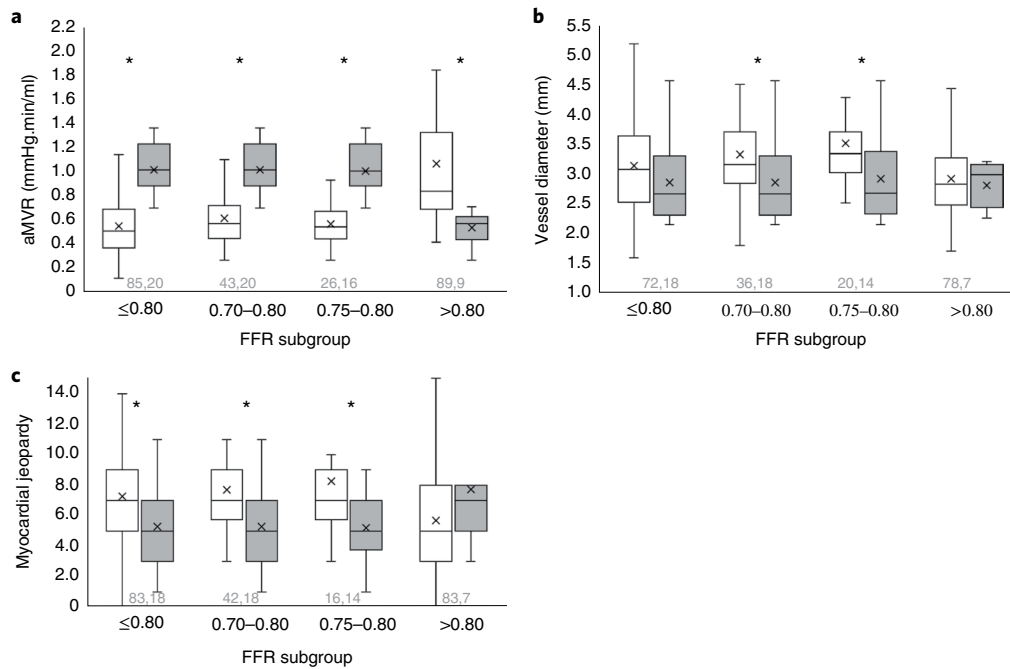 a
2.2
2.0
1.8
1.6
1.4
1.2
1.0
0.8
0.6
0.4
0.2
0
aMVR (mmHg.min/ml)
* * * *
85,20 43,20 26,16 89,9
≤0.80 0.70–0.80 0.75–0.80 >0.80
FFR subgroup
b
5.5
5.0
4.5
4.0
3.5
3.0
2.5
2.0
1.5
1.0
Vessel diameter (mm)
* *
72,18 36,18 20,14 78,7
≤0.80 0.70–0.80 0.75–0.80 >0.80
FFR subgroup
c
14.0
12.0
10.0
8.0
6.0
4.0
2.0
0
Myocardial jeopardy
* * *
83,18 42,18 16,14 83,7
≤0.80 0.70–0.80 0.75–0.80 >0.80
FFR subgroup